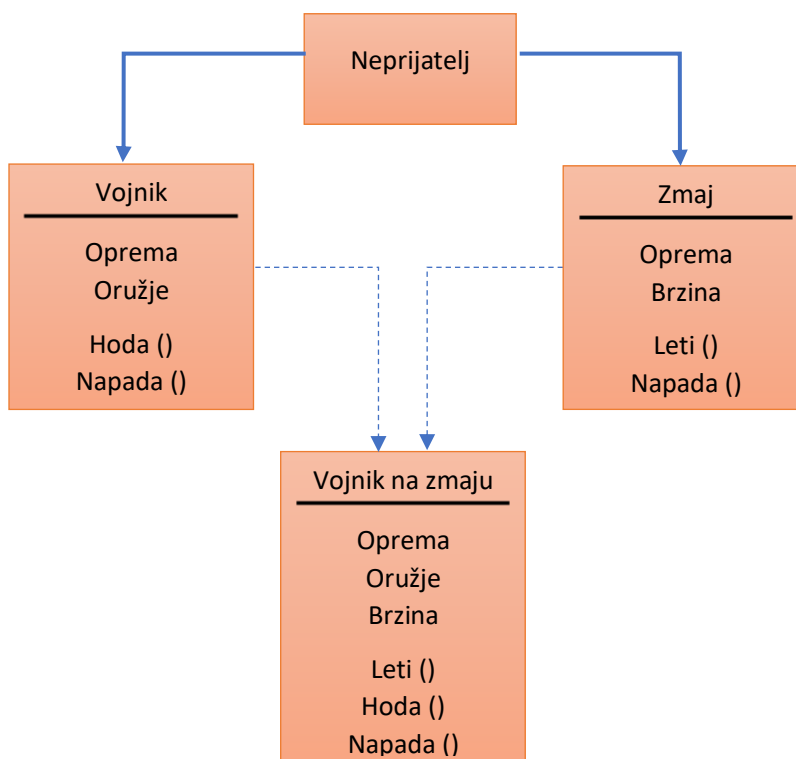 Neprijatelj
Vojnik
Oprema
Oružje
Hoda ()
Napada ()
Zmaj
Oprema
Brzina
Leti ()
Napada ()
Vojnik na zmaju
Oprema
Oružje
Brzina
Leti ()
Hoda ()
Napada ()